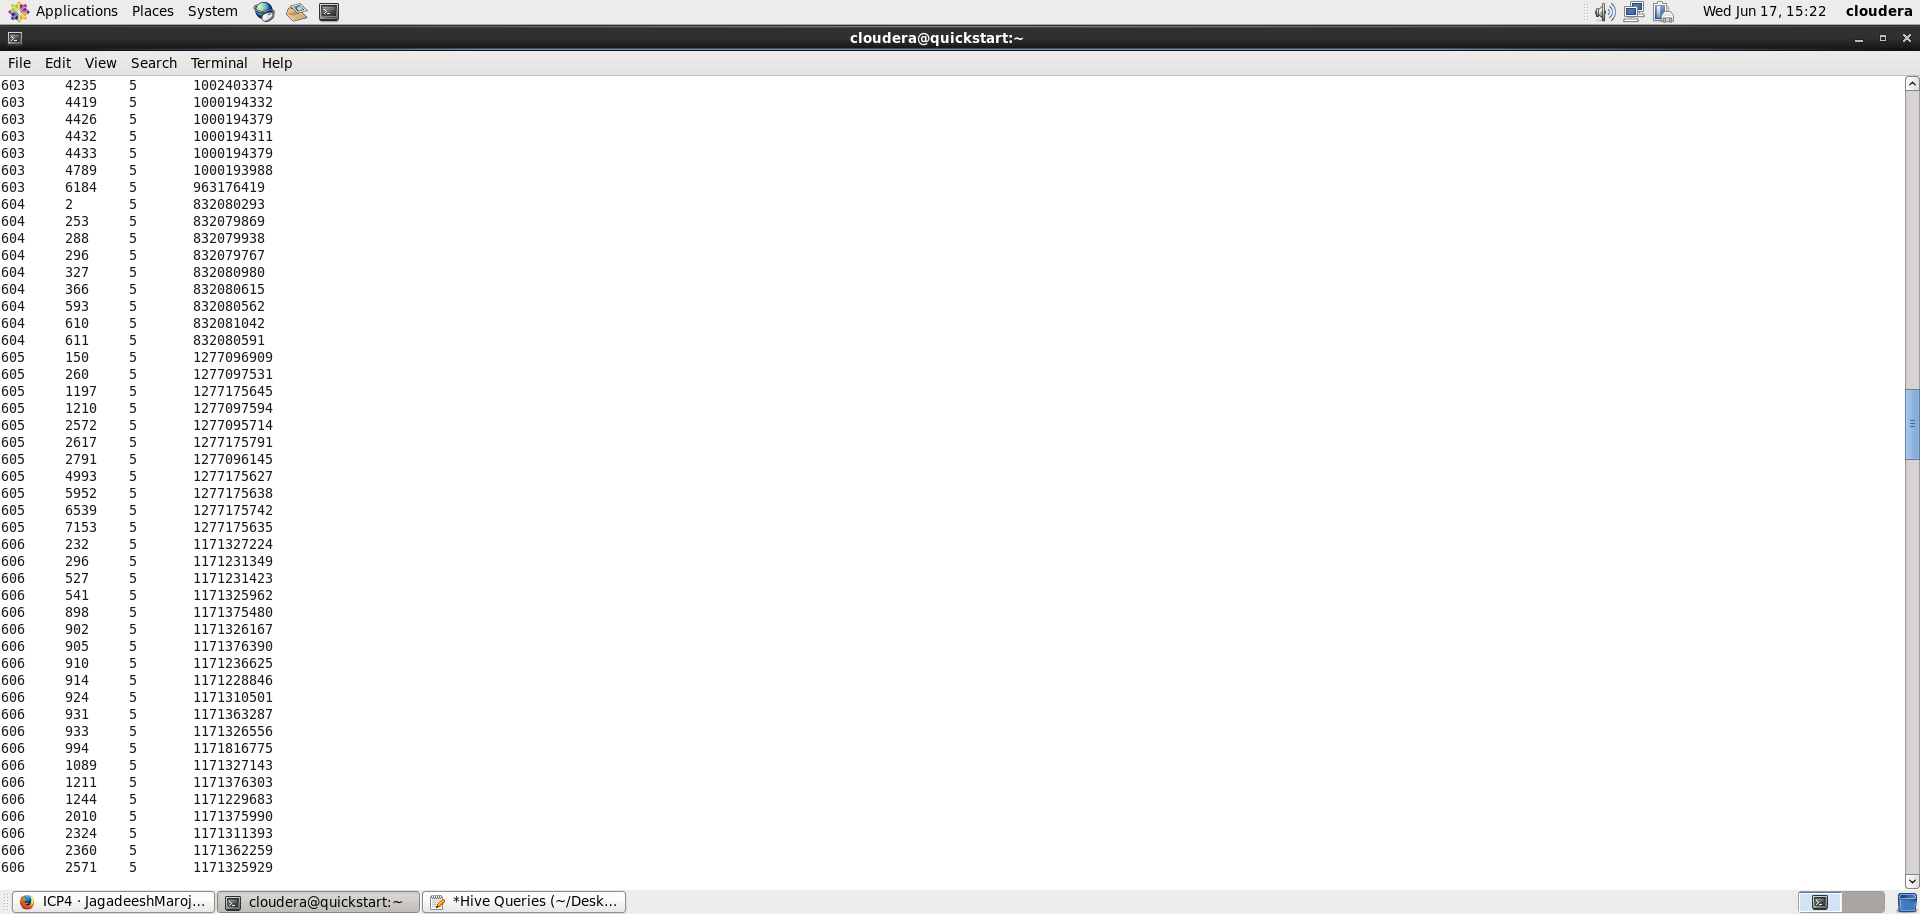 Applications Places System Wed Jun 17, 15:22 cloudera
cloudera@quickstart:~
File Edit View Search Terminal Help
603 4235 5 1002403374
603 4419 5 1000194332
603 4426 5 1000194379
603 4432 5 1000194311
603 4433 5 1000194379
603 4789 5 1000193988
603 6184 5 963176419
604 2 5 832080293
604 253 5 832079869
604 288 5 832079938
604 296 5 832079767
604 327 5 832080980
604 366 5 832080615
604 593 5 832080562
604 610 5 832081042
604 611 5 832080591
605 150 5 1277096909
605 260 5 1277097531
605 1197 5 1277175645
605 1210 5 1277097594
605 2572 5 1277095714
605 2617 5 1277175791
605 2791 5 1277096145
605 4993 5 1277175627
605 5952 5 1277175638
605 6539 5 1277175742
605 7153 5 1277175635
606 232 5 1171327224
606 296 5 1171231349
606 527 5 1171231423
606 541 5 1171325962
606 898 5 1171375480
606 902 5 1171326167
606 905 5 1171376390
606 910 5 1171236625
606 914 5 1171228846
606 924 5 1171310501
606 931 5 1171363287
606 933 5 1171326556
606 994 5 1171816775
606 1089 5 1171327143
606 1211 5 1171376303
606 1244 5 1171229683
606 2010 5 1171375990
606 2324 5 1171311393
606 2360 5 1171362259
606 2571 5 1171325929
ICP4 · JagadeeshMaroj... cloudera@quickstart:~ *Hive Queries (~/Desk...